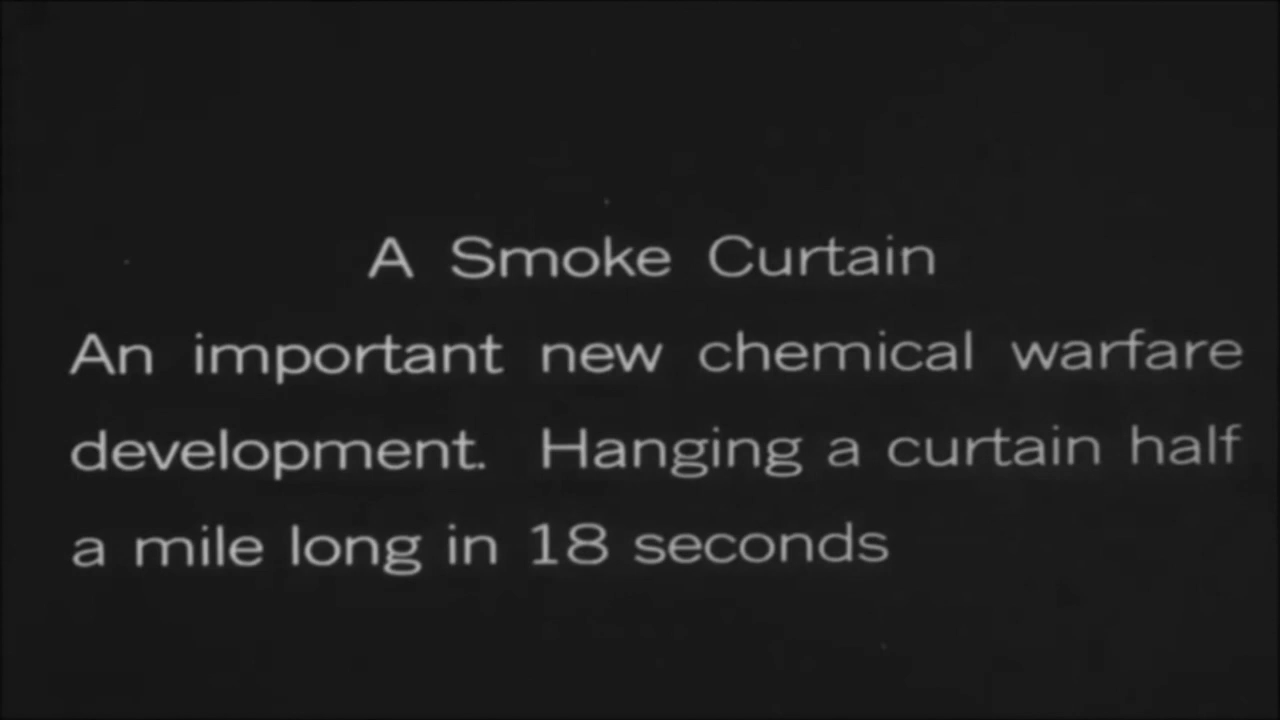 A Smoke Curtain
An important new chemical warfare
development. Hanging a curtain half
a mile long in 18 seconds